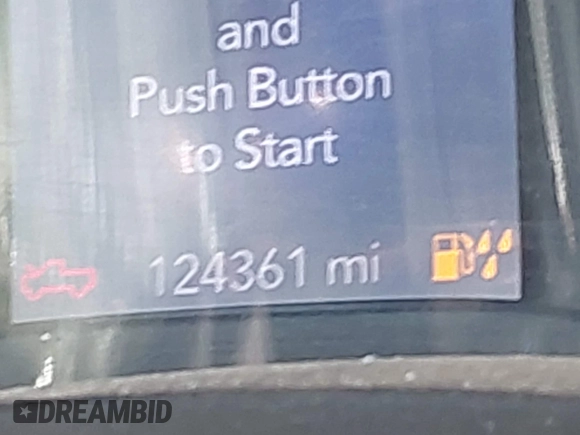 and
Push Button
to Start
124361 mi
DREAMBID